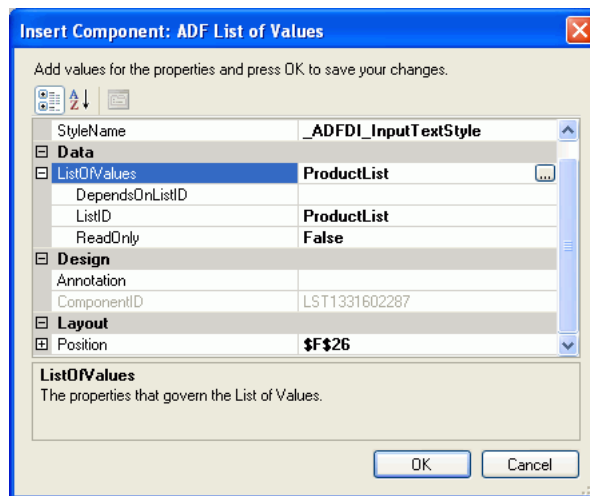 Insert Component: ADF List of Values
Add values for the properties and press OK to save your changes.
StyleName _ADFDI_InputTextStyle
Data
ListOfValues ProductList ...
DependsOnListID
ListID ProductList
ReadOnly False
Design
Annotation
ComponentID LST1331602287
Layout
Position $F$26
ListOfValues
The properties that govern the List of Values.
OK Cancel